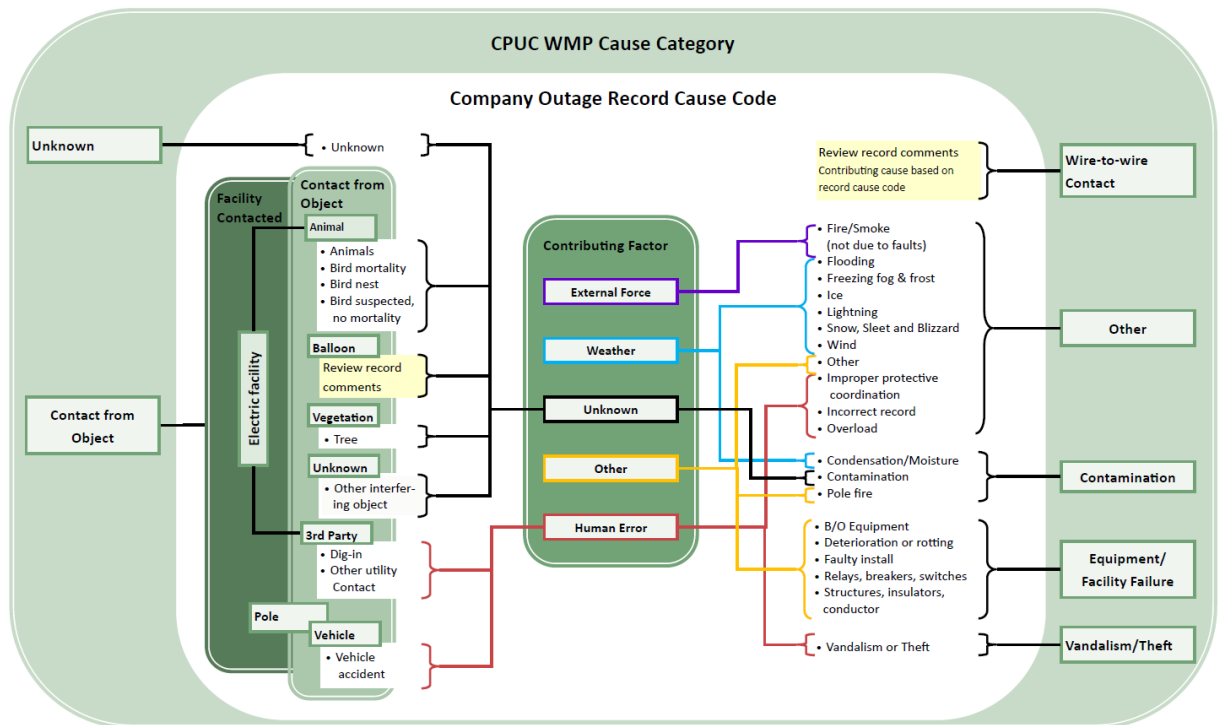 CPUC WMP Cause Category
Company Outage Record Cause Code
Unknown
• Unknown
Facility
Contacted
Contact from
Object
Animal
• Animals
• Bird mortality
• Bird nest
• Bird suspected,
no mortality
Balloon
Review record
comments
Vegetation
• Tree
Unknown
• Other interfer-
ing object
3rd Party
• Dig-in
• Other utility
Contact
Pole
Vehicle
• Vehicle
accident
Electric facility
Contact from
Object
Contributing Factor
External Force
Weather
Unknown
Other
Human Error
Review record comments
Contributing cause based on
record cause code
• Fire/Smoke
(not due to faults)
• Flooding
• Freezing fog & frost
• Ice
• Lightning
• Snow, Sleet and Blizzard
• Wind
• Other
• Improper protective
coordination
• Incorrect record
• Overload
• Condensation/Moisture
• Contamination
• Pole fire
• B/O Equipment
• Deterioration or rotting
• Faulty install
• Relays, breakers, switches
• Structures, insulators,
conductor
• Vandalism or Theft
Wire-to-wire
Contact
Other
Contamination
Equipment/
Facility Failure
Vandalism/Theft